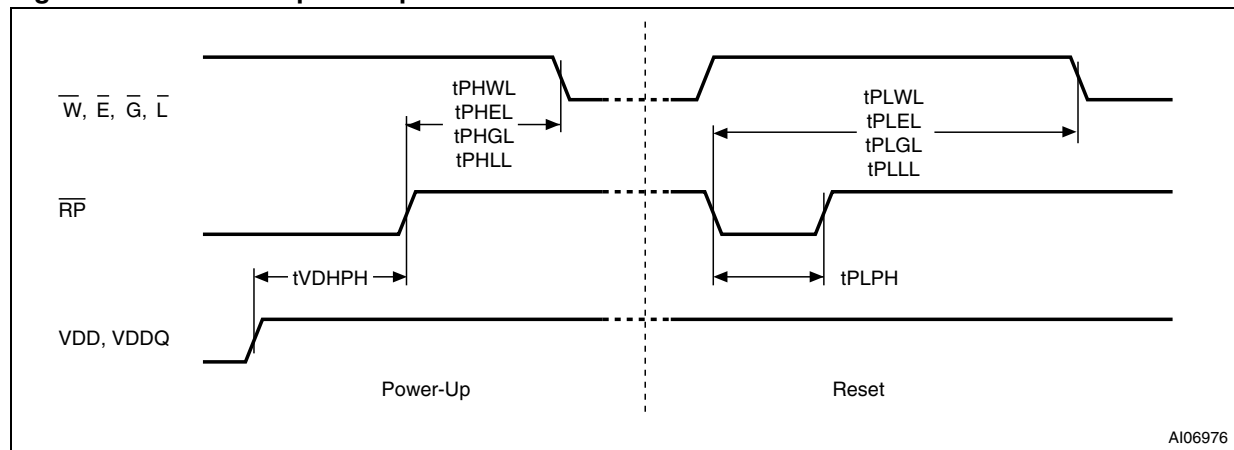 W, E, G, L
tPHWL
tPHEL
tPHGL
tPHLL
tPLWL
tPLEL
tPLGL
tPLLL
RP
tVDHPH
tPLPH
VDD, VDDQ
Power-Up
Reset
AI06976